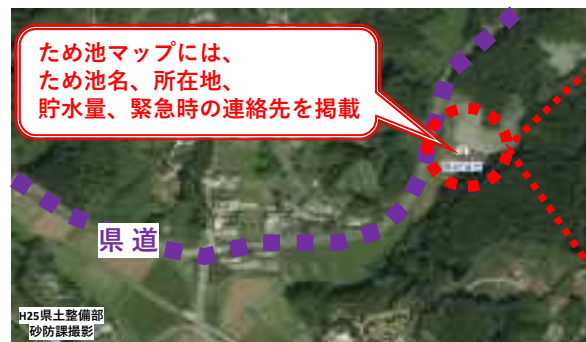 ため池マップには、
ため池名、所在地、
貯水量、緊急時の連絡先を掲載
県 道
H25県土整備部
砂防課撮影